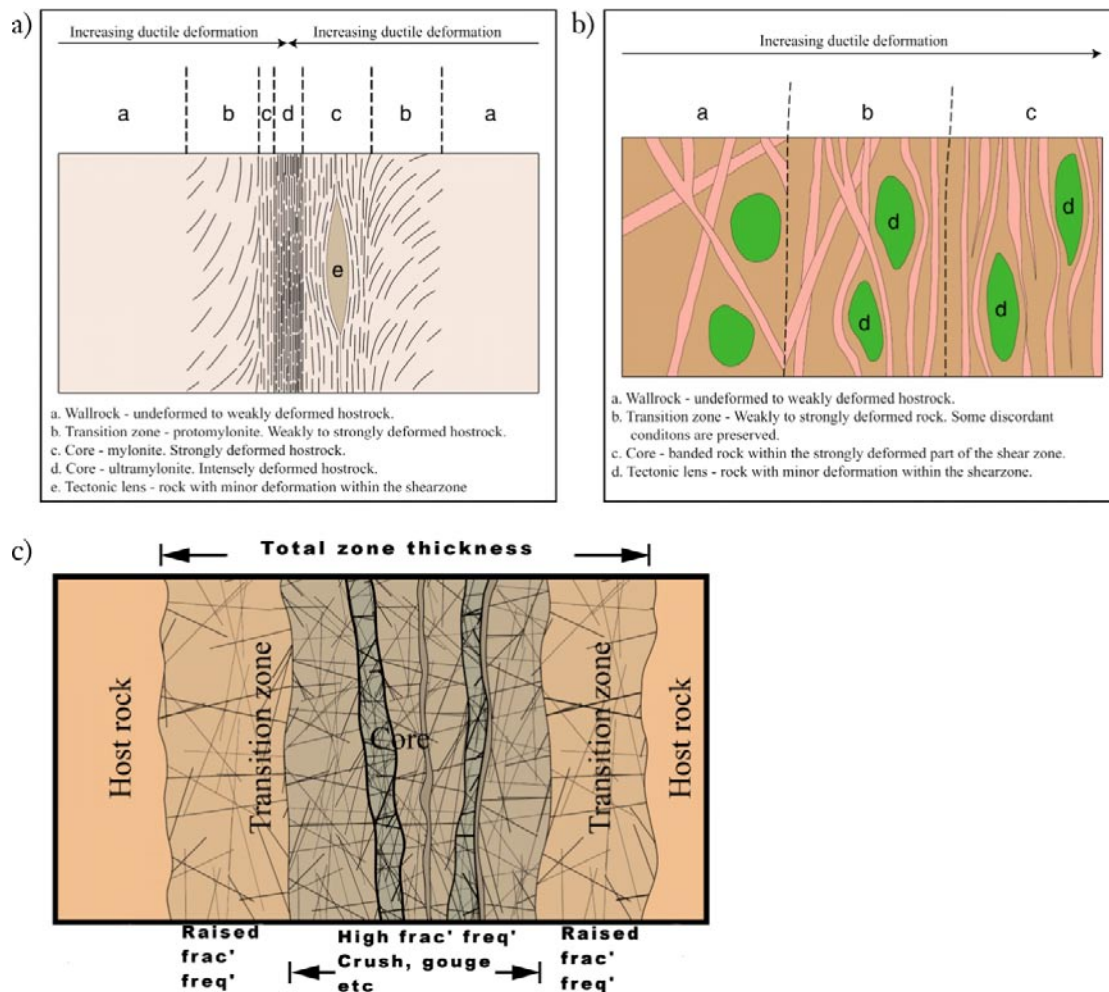 a)
Increasing ductile deformation Increasing ductile deformation
a b c d c b a
e
a. Wallrock - undeformed to weakly deformed hostrock.
b. Transition zone - protomylonite. Weakly to strongly deformed hostrock.
c. Core - mylonite. Strongly deformed hostrock.
d. Core - ultramylonite. Intensely deformed hostrock.
e. Tectonic lens - rock with minor deformation within the shearzone
b)
Increasing ductile deformation
a b c
d
d
d
d
a. Wallrock - undeformed to weakly deformed hostrock.
b. Transition zone - Weakly to strongly deformed rock. Some discordant
conditons are preserved.
c. Core - banded rock within the strongly deformed part of the shear zone.
d. Tectonic lens - rock with minor deformation within the shearzone.
c)
Total zone thickness
Host rock
Transition zone
Core
Transition zone
Host rock
Raised
frac'
freq'
High frac' freq'
Crush, gouge
etc
Raised
frac'
freq'